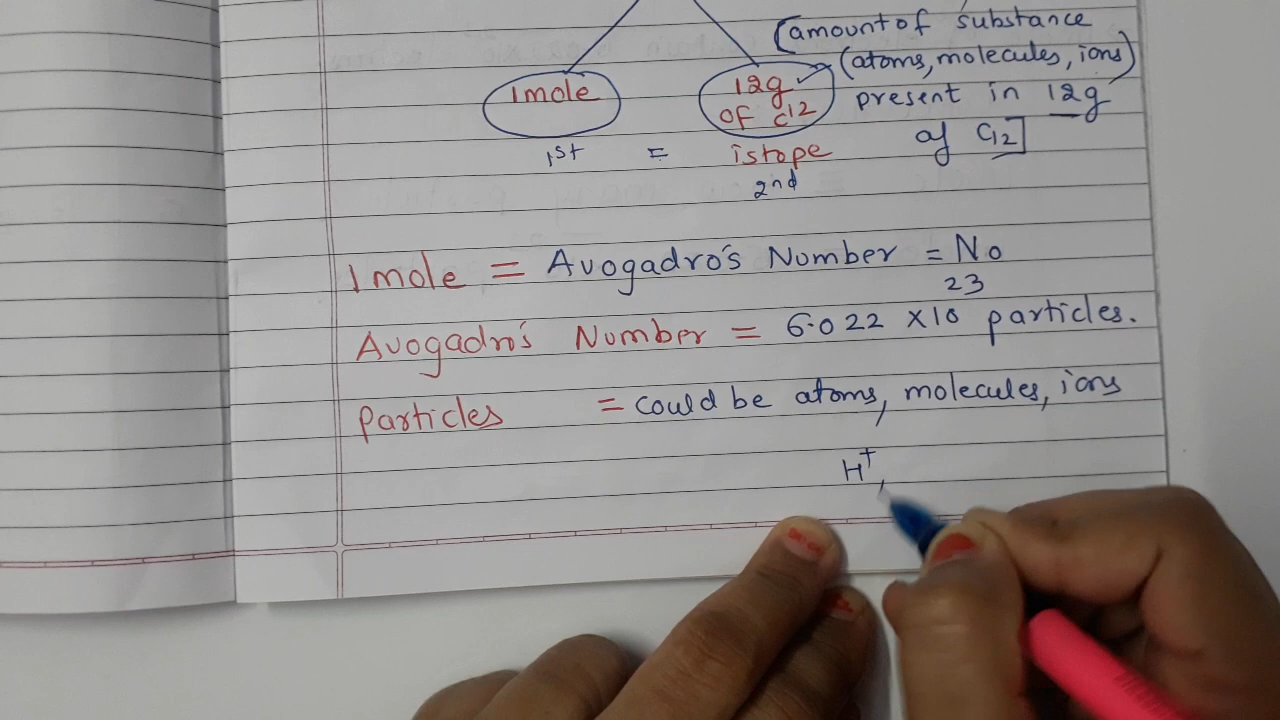 (amount of substance
1mole 12g (atoms, molecules, ions)
of C12 present in 12g
1st = istope of C12]
2nd
1mole = Avogadro's Number = No
Avogadro's Number = 6.022 x10 23 particles.
Particles = could be atoms, molecules, ions
H+,